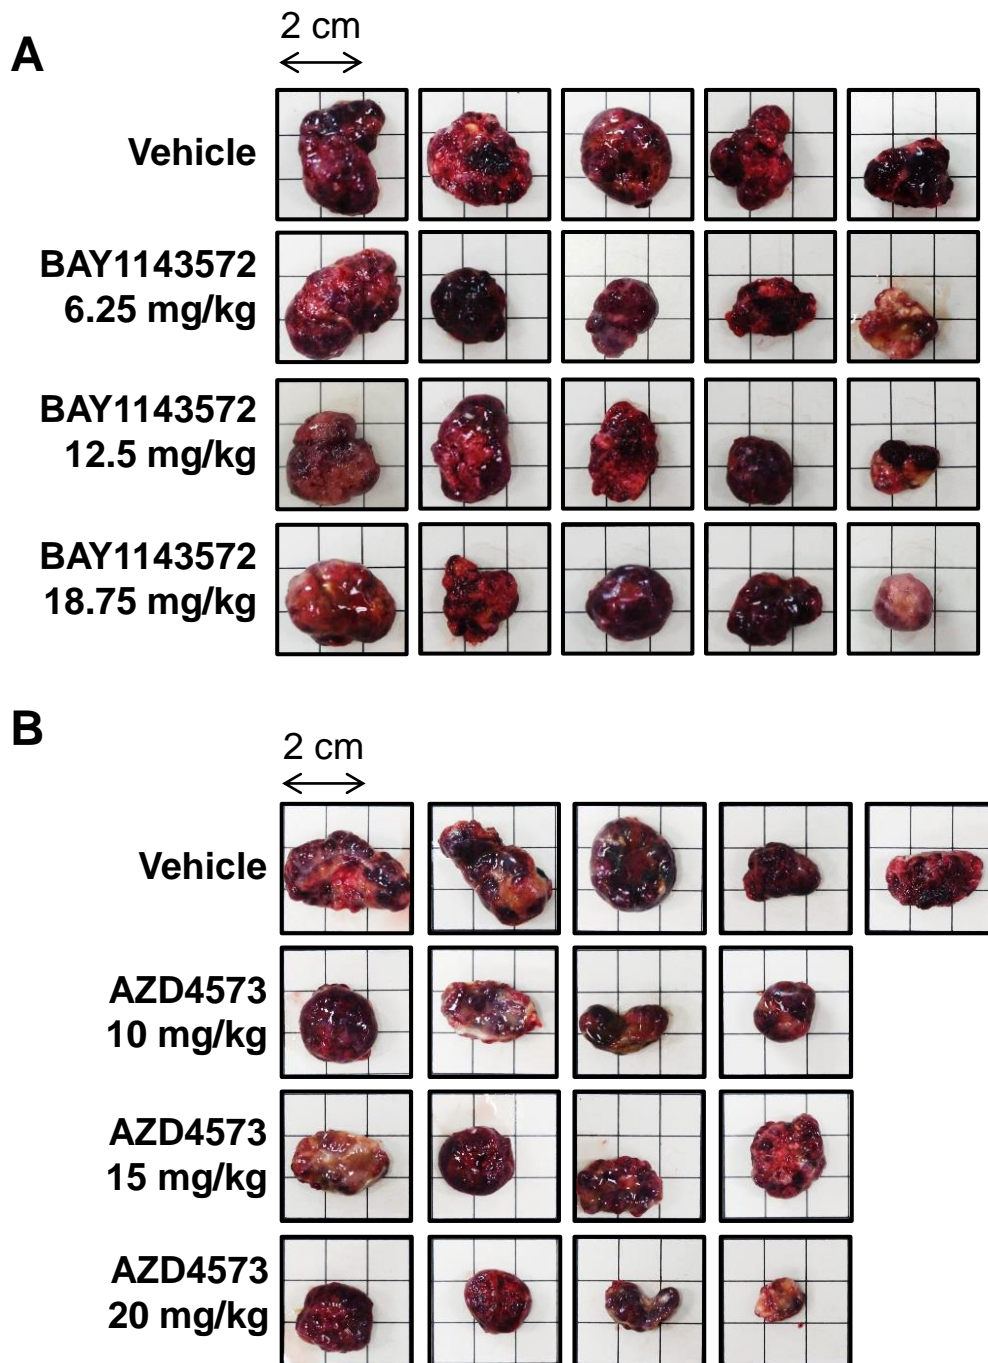 A
2 cm
Vehicle
BAY1143572
6.25 mg/kg
BAY1143572
12.5 mg/kg
BAY1143572
18.75 mg/kg
B
2 cm
Vehicle
AZD4573
10 mg/kg
AZD4573
15 mg/kg
AZD4573
20 mg/kg